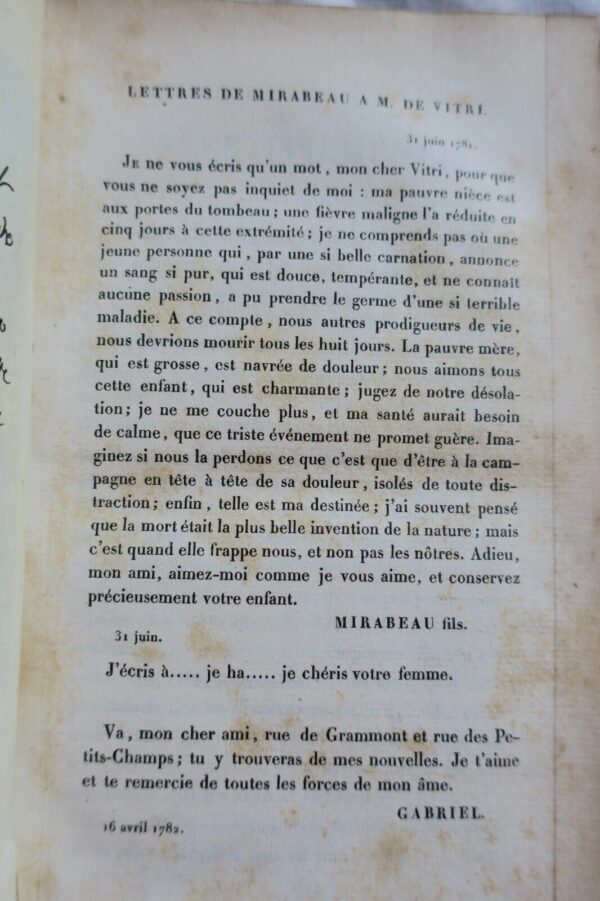 LETTRES DE MIRABEAU A M. DE VITRI.
31 juin 1781.
JE ne vous écris qu'un mot, mon cher Vitri, pour que
vous ne soyez pas inquiet de moi : ma pauvre nièce est
aux portes du tombeau ; une fièvre maligne l'a réduite en
cinq jours à cette extrémité ; je ne comprends pas où une
jeune personne qui, par une si belle carnation, annonce
un sang si pur, qui est douce, tempérante, et ne connaît
aucune passion, a pu prendre le germe d'une si terrible
maladie. A ce compte, nous autres prodigueurs de vie,
nous devrions mourir tous les huit jours. La pauvre mère,
qui est grosse, est navrée de douleur ; nous aimons tous
cette enfant, qui est charmante ; jugez de notre désola-
tion ; je ne me couche plus, et ma santé aurait besoin
de calme, que ce triste événement ne promet guère. Ima-
ginez si nous la perdons ce que c'est que d'être à la cam-
pagne en tête à tête de sa douleur, isolés de toute dis-
traction ; enfin, telle est ma destinée ; j'ai souvent pensé
que la mort était la plus belle invention de la nature ; mais
c'est quand elle frappe nous, et non pas les nôtres. Adieu,
mon ami, aimez-moi comme je vous aime, et conservez
précieusement votre enfant.
MIRABEAU fils.
31 juin.
J'écris à..... je ha..... je chéris votre femme.
Va, mon cher ami, rue de Grammont et rue des Pe-
tits-Champs ; tu y trouveras de mes nouvelles. Je t'aime
et te remercie de toutes les forces de mon âme.
GABRIEL.
16 avril 1782.